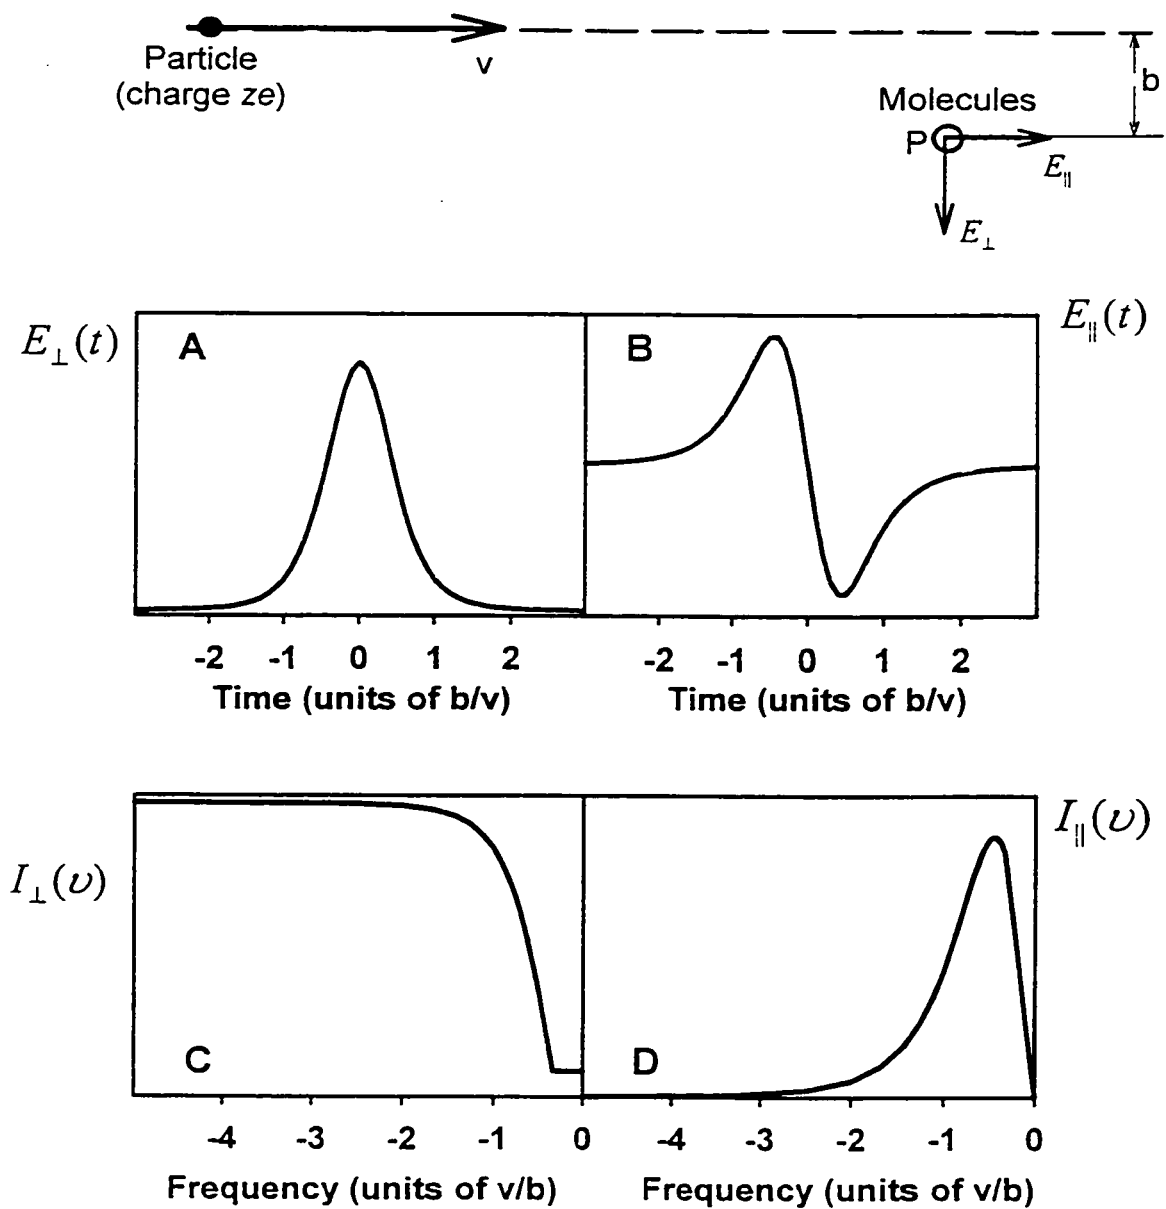 Particle
(charge ze)
v
b
Molecules
P
E∥
E⊥
E⊥(t)
A
B
E∥(t)
-2 -1 0 1 2
-2 -1 0 1 2
Time (units of b/v)
Time (units of b/v)
I⊥(υ)
C
D
I∥(υ)
-4 -3 -2 -1 0
-4 -3 -2 -1 0
Frequency (units of v/b)
Frequency (units of v/b)